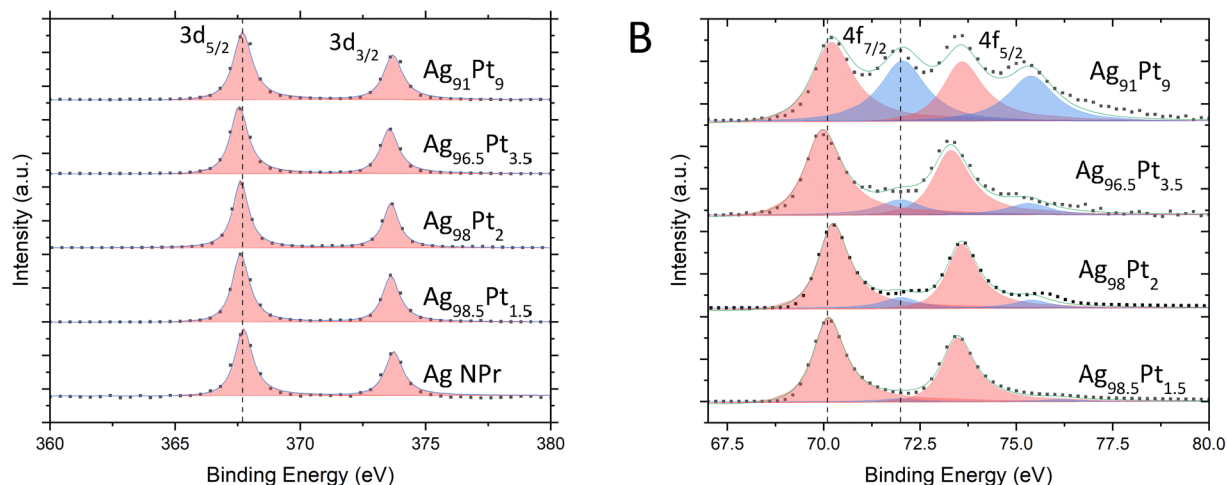 3d5/2
3d3/2
Ag91Pt9
Ag96.5Pt3.5
Ag98Pt2
Ag98.5Pt1.5
Ag NPr
Intensity (a.u.)
360 365 370 375 380
Binding Energy (eV)
B
4f7/2
4f5/2
Ag91Pt9
Ag96.5Pt3.5
Ag98Pt2
Ag98.5Pt1.5
Intensity (a.u.)
67.5 70.0 72.5 75.0 77.5 80.0
Binding Energy (eV)